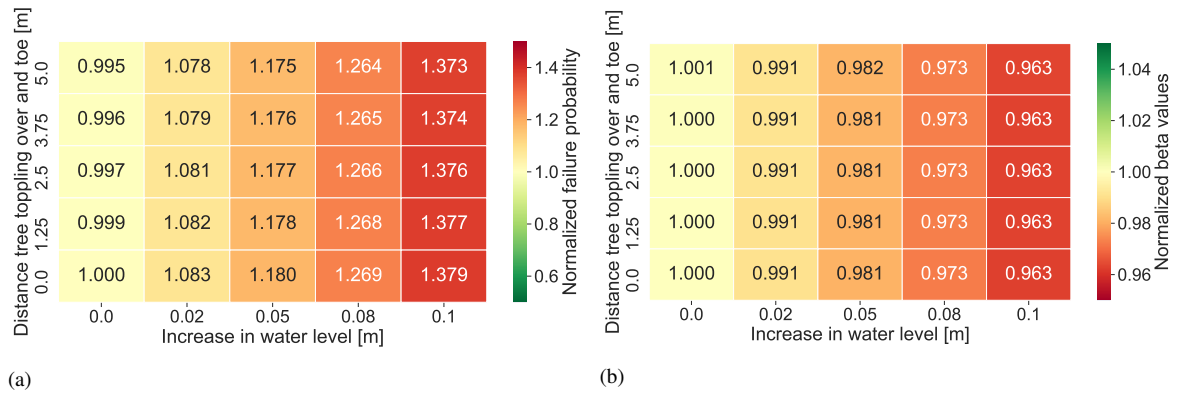 Distance tree toppling over and toe [m]
5.0 0.995 1.078 1.175 1.264 1.373
3.75 0.996 1.079 1.176 1.265 1.374
2.5 0.997 1.081 1.177 1.266 1.376
1.25 0.999 1.082 1.178 1.268 1.377
0.0 1.000 1.083 1.180 1.269 1.379
0.0 0.02 0.05 0.08 0.1
Increase in water level [m]
1.4
1.2
1.0
0.8
0.6
Normalized failure probability
(a)
Distance tree toppling over and toe [m]
5.0 1.001 0.991 0.982 0.973 0.963
3.75 1.000 0.991 0.981 0.973 0.963
2.5 1.000 0.991 0.981 0.973 0.963
1.25 1.000 0.991 0.981 0.973 0.963
0.0 1.000 0.991 0.981 0.973 0.963
0.0 0.02 0.05 0.08 0.1
Increase in water level [m]
1.04
1.02
1.00
0.98
0.96
Normalized beta values
(b)